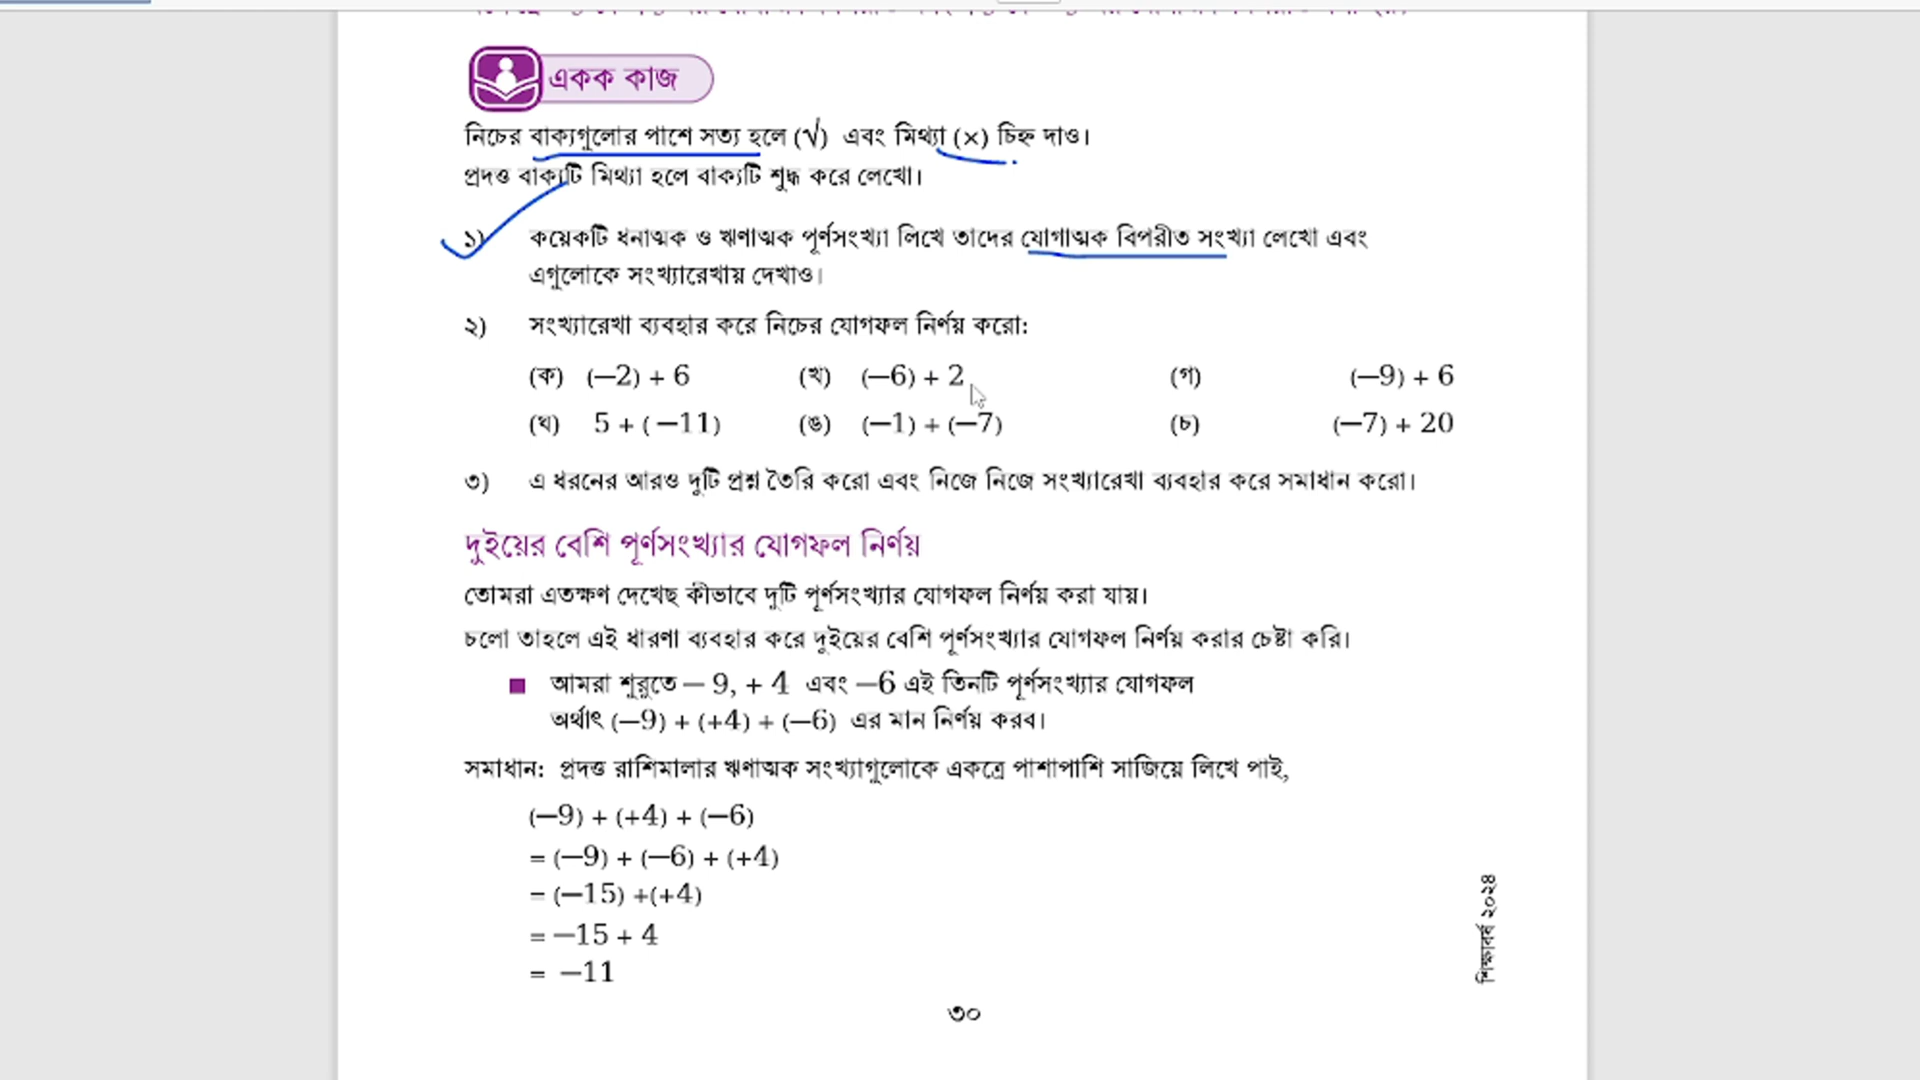 একক কাজ
নিচের বাক্যগুলোর পাশে সত্য হলে (√) এবং মিথ্যা (×) চিহ্ন দাও।
প্রদও বাক্যটি মিথ্যা হলে বাক্যটি শুদ্ধ করে লেখো।
১) কয়েকটি ধনাত্মক ও ঋণাত্মক পূর্ণসংখ্যা লিখে তাদের যোগাত্মক বিপরীত সংখ্যা লেখো এবং
এগুলোকে সংখ্যারেখায় দেখাও।
২) সংখ্যারেখা ব্যবহার করে নিচের যোগফল নির্ণয় করো:
(ক) (−2) + 6 (খ) (−6) + 2 (গ) (−9) + 6
(ঘ) 5 + ( −11) (ঙ) (−1) + (−7) (চ) (−7) + 20
৩) এ ধরনের আরও দুটি প্রশ্ন তৈরি করো এবং নিজে নিজে সংখ্যারেখা ব্যবহার করে সমাধান করো।
দুইয়ের বেশি পূর্ণসংখ্যার যোগফল নির্ণয়
তোমরা এতক্ষণ দেখেছ কীভাবে দুটি পূর্ণসংখ্যার যোগফল নির্ণয় করা যায়।
চলো তাহলে এই ধারণা ব্যবহার করে দুইয়ের বেশি পূর্ণসংখ্যার যোগফল নির্ণয় করার চেষ্টা করি।
আমরা শুরুতে − 9, + 4 এবং −6 এই তিনটি পূর্ণসংখ্যার যোগফল
অর্থাৎ (−9) + (+4) + (−6) এর মান নির্ণয় করব।
সমাধান: প্রদত্ত রাশিমালার ঋণাত্মক সংখ্যাগুলোকে একত্রে পাশাপাশি সাজিয়ে লিখে পাই,
(−9) + (+4) + (−6)
= (−9) + (−6) + (+4)
= (−15) +(+4)
= −15 + 4
= −11
শিক্ষাবর্ষ ২০২৪
৩০